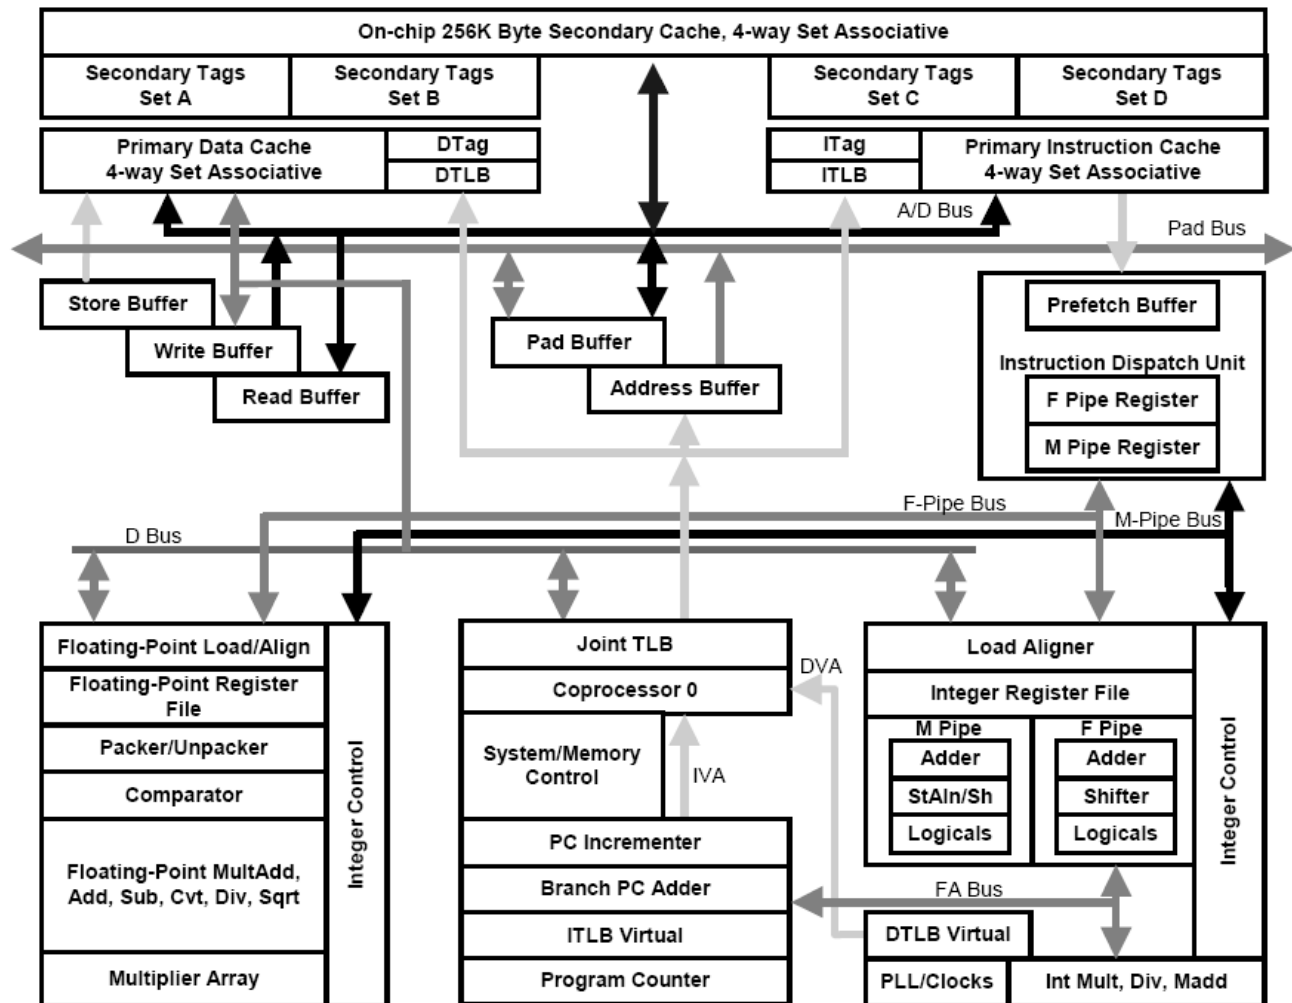 On-chip 256K Byte Secondary Cache, 4-way Set Associative
Secondary Tags
Set A
Secondary Tags
Set B
Secondary Tags
Set C
Secondary Tags
Set D
Primary Data Cache
4-way Set Associative
DTag
DTLB
ITag
ITLB
Primary Instruction Cache
4-way Set Associative
A/D Bus
Pad Bus
Store Buffer
Write Buffer
Read Buffer
Pad Buffer
Address Buffer
Prefetch Buffer
Instruction Dispatch Unit
F Pipe Register
M Pipe Register
F-Pipe Bus
M-Pipe Bus
D Bus
Floating-Point Load/Align
Floating-Point Register
File
Packer/Unpacker
Comparator
Floating-Point MultAdd,
Add, Sub, Cvt, Div, Sqrt
Multiplier Array
Integer Control
Joint TLB
Coprocessor 0
System/Memory
Control
IVA
DVA
PC Incrementer
Branch PC Adder
ITLB Virtual
Program Counter
Load Aligner
Integer Register File
M Pipe
Adder
StAln/Sh
Logicals
F Pipe
Adder
Shifter
Logicals
Integer Control
FA Bus
DTLB Virtual
PLL/Clocks
Int Mult, Div, Madd